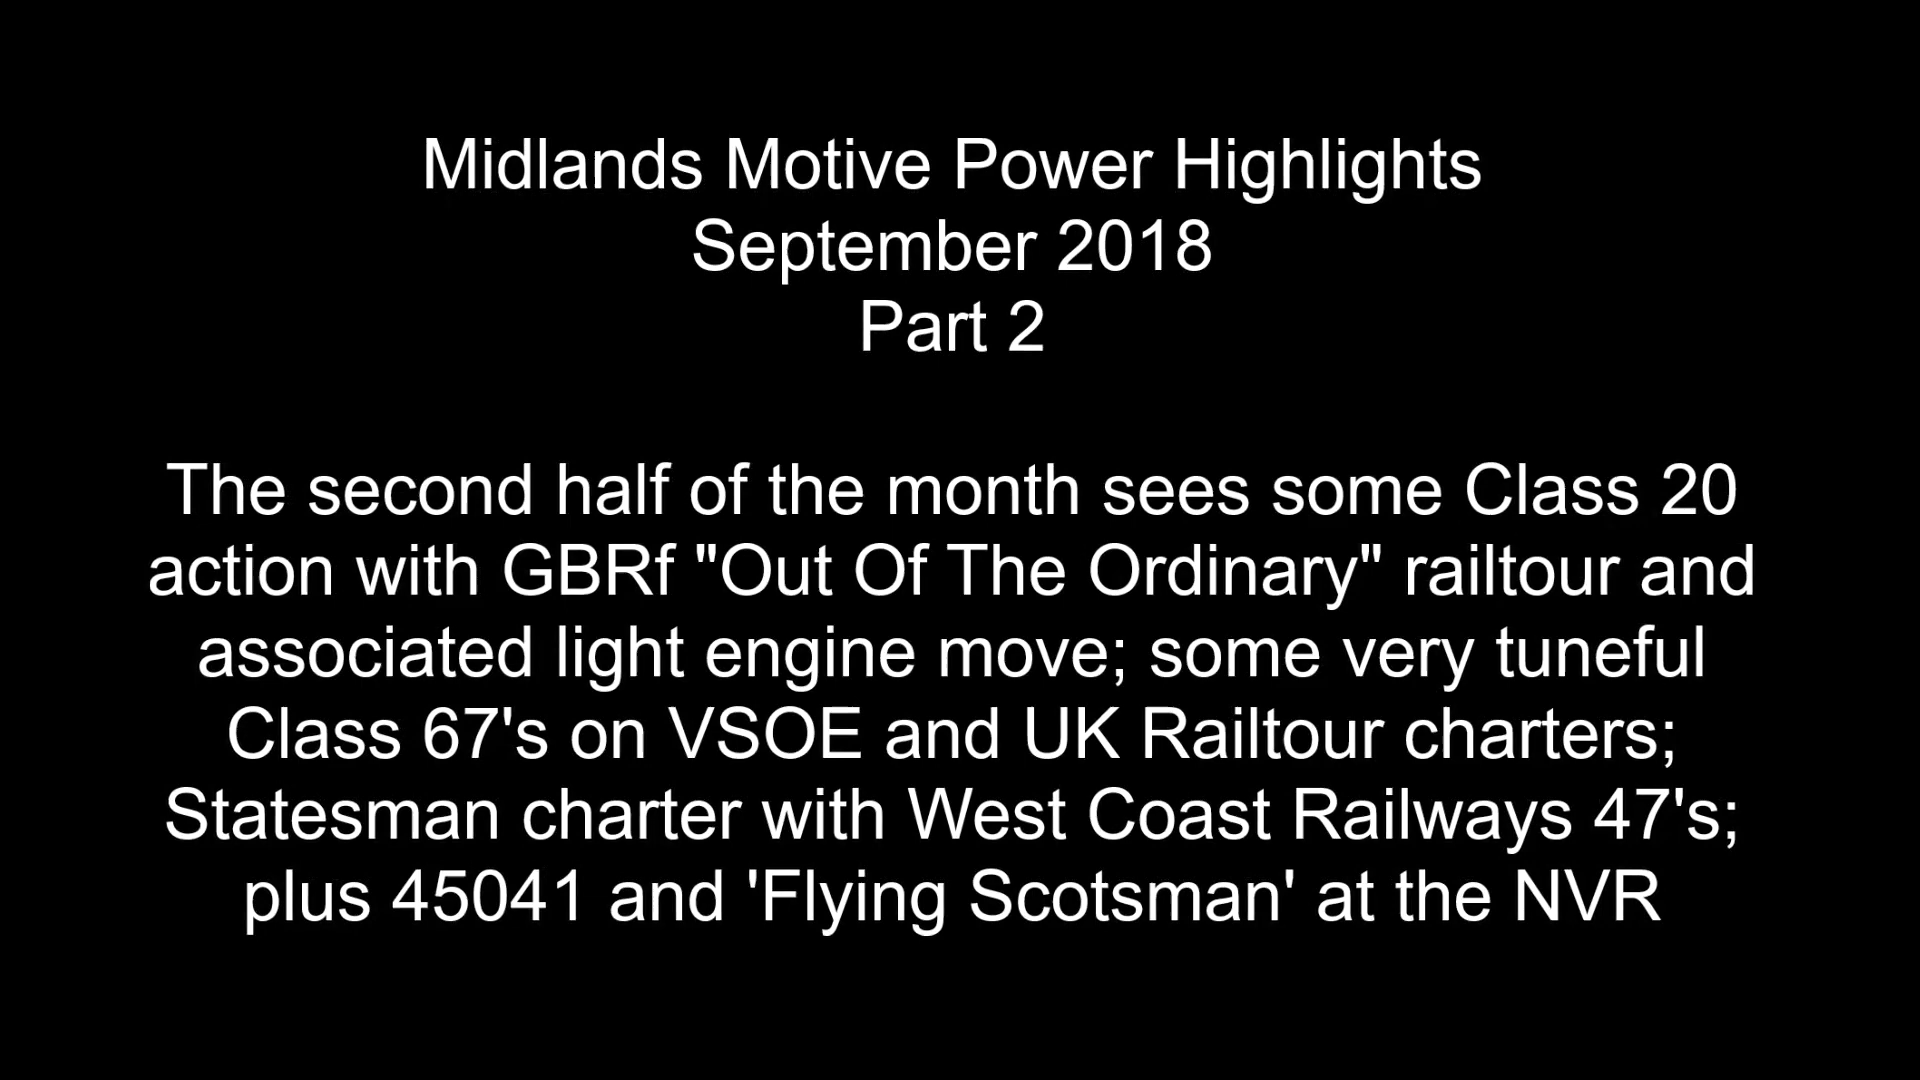 Midlands Motive Power Highlights
September 2018
Part 2
The second half of the month sees some Class 20
action with GBRf "Out Of The Ordinary" railtour and
associated light engine move; some very tuneful
Class 67's on VSOE and UK Railtour charters;
Statesman charter with West Coast Railways 47's;
plus 45041 and 'Flying Scotsman' at the NVR